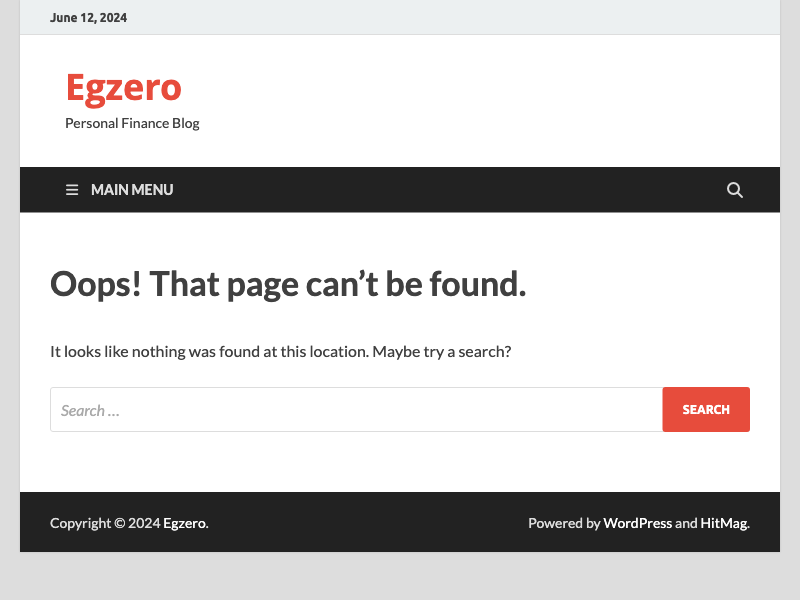 June 12, 2024
Egzero
Personal Finance Blog
MAIN MENU
Oops! That page can’t be found.
It looks like nothing was found at this location. Maybe try a search?
Search …
SEARCH
Copyright © 2024 Egzero.
Powered by WordPress and HitMag.